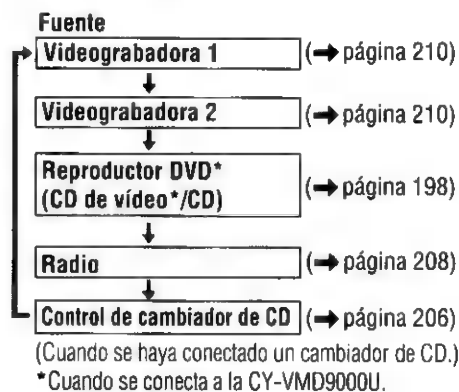 Fuente
Videograbadora 1 (➡ página 210)
Videograbadora 2 (➡ página 210)
Reproductor DVD*
(CD de vídeo*/CD) (➡ página 198)
Radio (➡ página 208)
Control de cambiador de CD (➡ página 206)
(Cuando se haya conectado un cambiador de CD.)
*Cuando se conecta a la CY-VMD9000U.